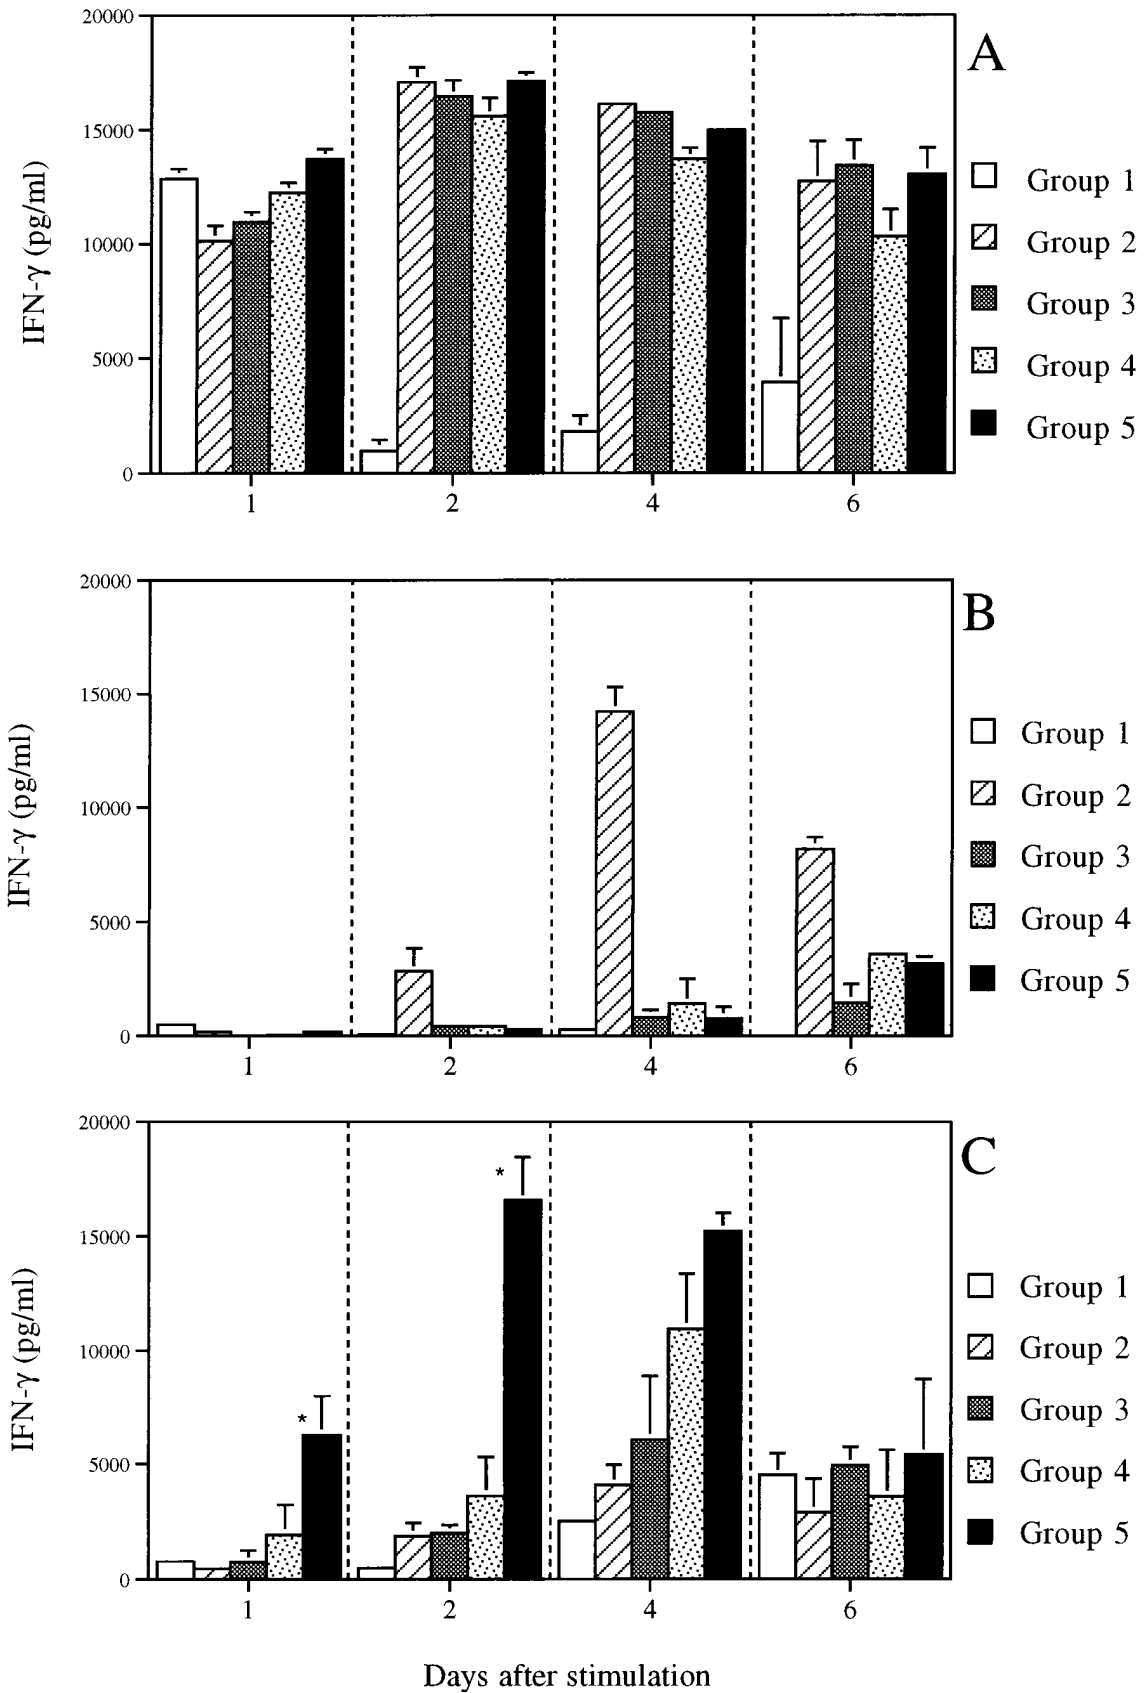 A
20000
15000
10000
5000
0
IFN-γ (pg/ml)
1 2 4 6
Group 1
Group 2
Group 3
Group 4
Group 5
B
20000
15000
10000
5000
0
IFN-γ (pg/ml)
1 2 4 6
Group 1
Group 2
Group 3
Group 4
Group 5
C
20000
15000
10000
5000
0
IFN-γ (pg/ml)
*
*
1 2 4 6
Group 1
Group 2
Group 3
Group 4
Group 5
Days after stimulation